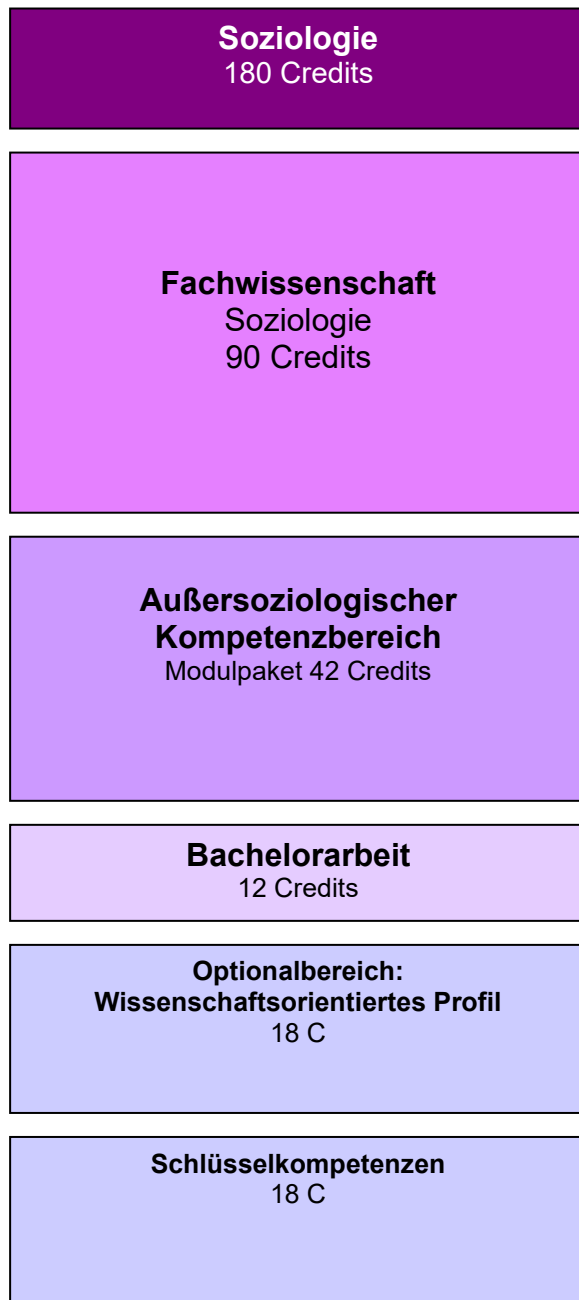 Soziologie
180 Credits
Fachwissenschaft
Soziologie
90 Credits
Außersoziologischer
Kompetenzbereich
Modulpaket 42 Credits
Bachelorarbeit
12 Credits
Optionalbereich:
Wissenschaftsorientiertes Profil
18 C
Schlüsselkompetenzen
18 C